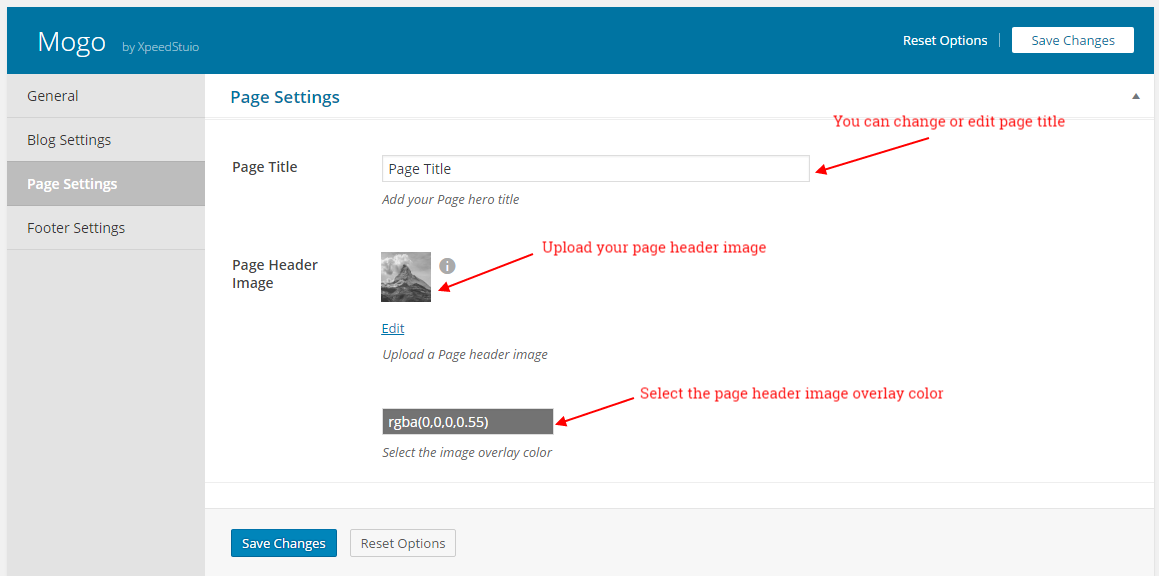 Mogo by XpeedStuio
Reset Options
Save Changes
General
Blog Settings
Page Settings
Footer Settings
Page Settings
You can change or edit page title
Page Title
Page Title
Add your Page hero title
Page Header
Image
Upload your page header image
Edit
Upload a Page header image
Select the page header image overlay color
rgba(0,0,0,0.55)
Select the image overlay color
Save Changes
Reset Options